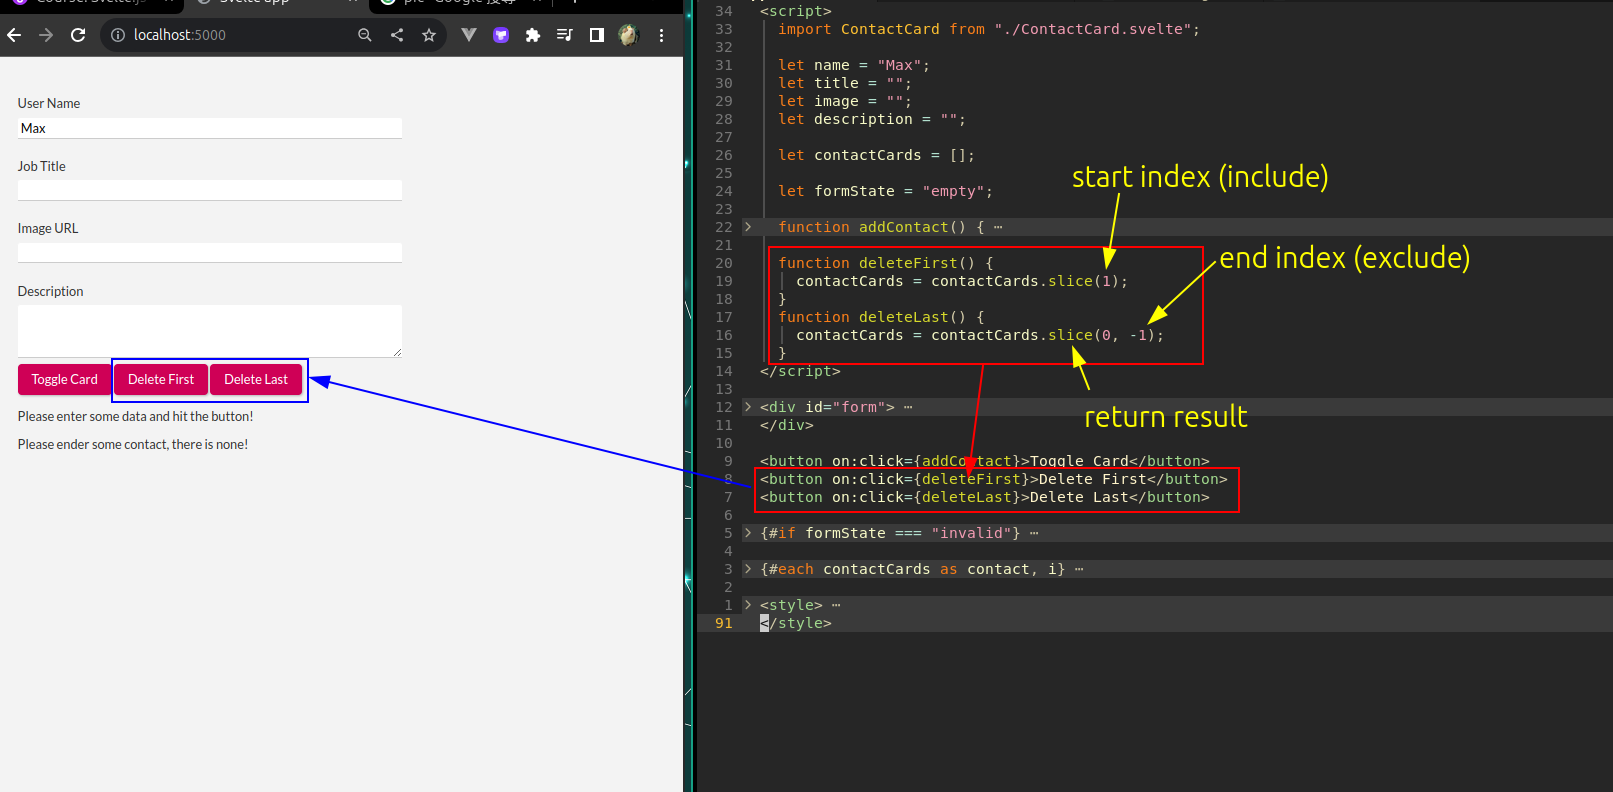 Svelte app
localhost:5000
User Name
Max
Job Title
Image URL
Description
Toggle Card
Delete First
Delete Last
Please enter some data and hit the button!
Please ender some contact, there is none!
34 <script>
33 import ContactCard from "./ContactCard.svelte";
32
31 let name = "Max";
30 let title = "";
29 let image = "";
28 let description = "";
27
26 let contactCards = [];
25
24 let formState = "empty";
23
22 > function addContact() { ⋯
21
20 function deleteFirst() {
19 contactCards = contactCards.slice(1);
18 }
17 function deleteLast() {
16 contactCards = contactCards.slice(0, -1);
15 }
14 </script>
13
12 > <div id="form"> ⋯
11 </div>
10
9 <button on:click={addContact}>Toggle Card</button>
8 <button on:click={deleteFirst}>Delete First</button>
7 <button on:click={deleteLast}>Delete Last</button>
6
5 > {#if formState === "invalid"} ⋯
4
3 > {#each contactCards as contact, i} ⋯
2
1 > <style> ⋯
91 </style>
start index (include)
end index (exclude)
return result